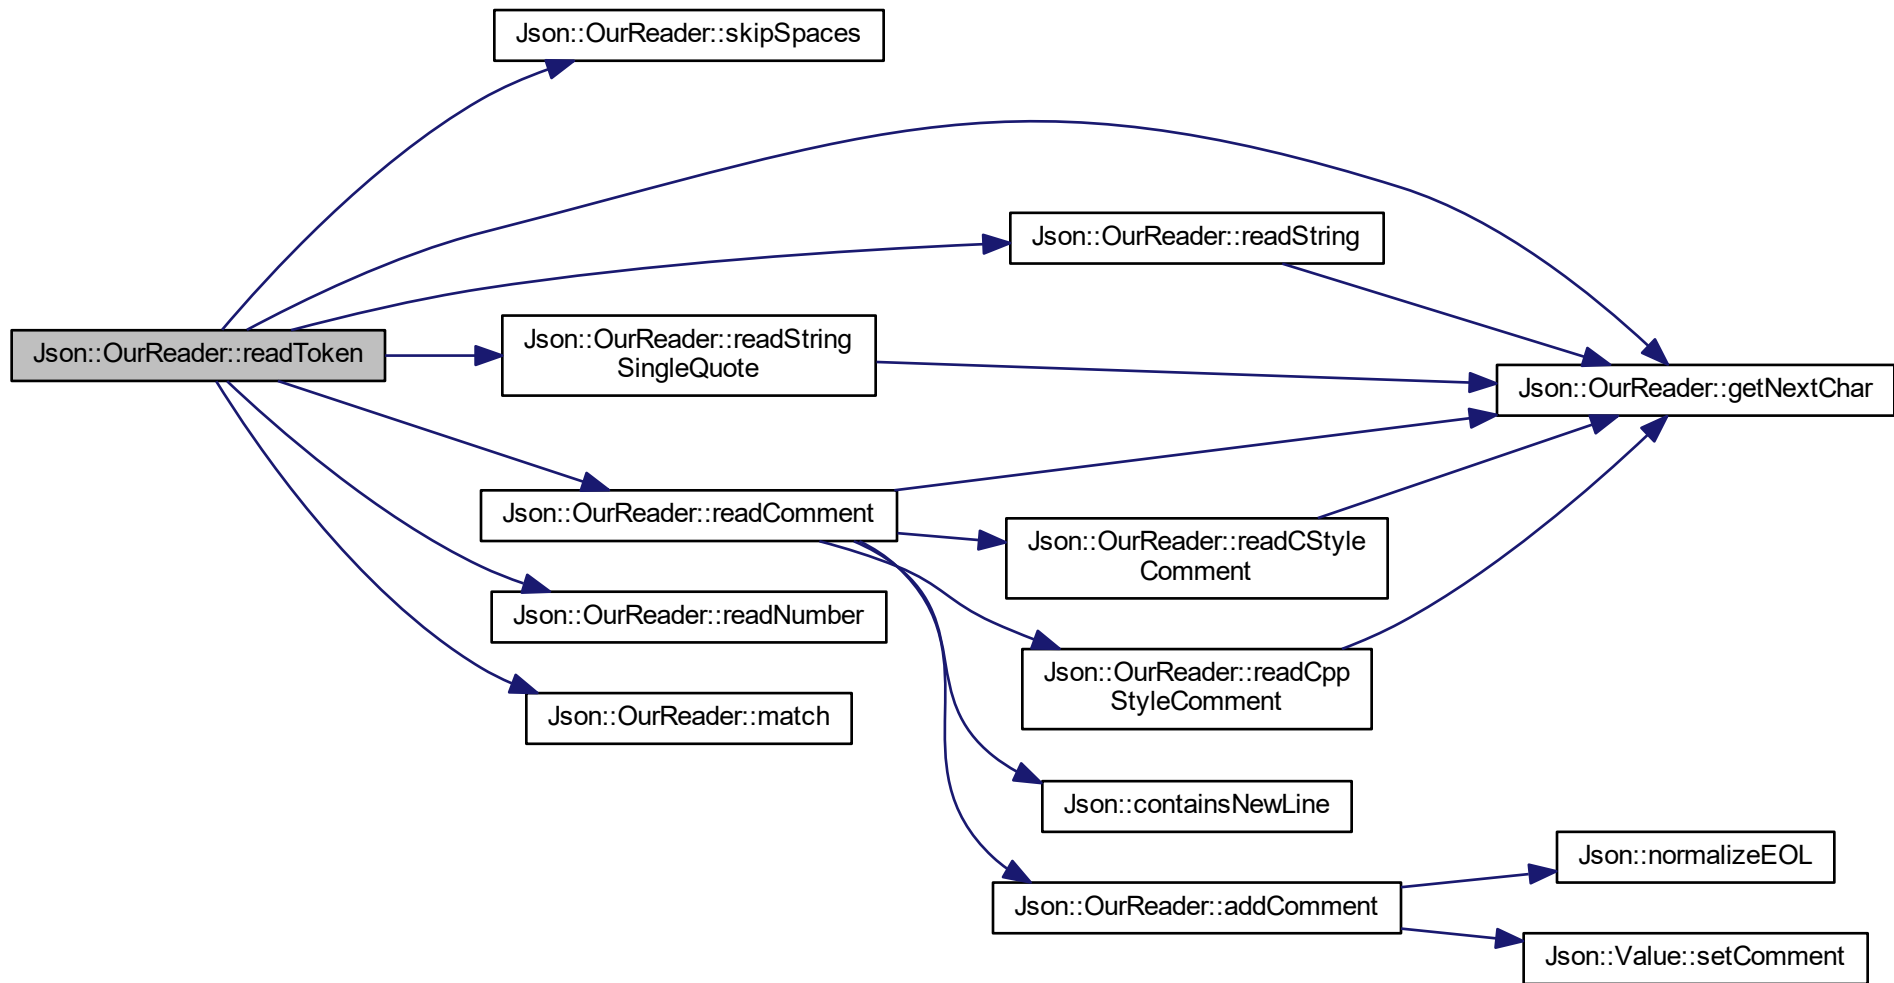 Json::OurReader::skipSpaces
Json::OurReader::readString
Json::OurReader::readToken
Json::OurReader::readString
SingleQuote
Json::OurReader::getNextChar
Json::OurReader::readComment
Json::OurReader::readCStyle
Comment
Json::OurReader::readNumber
Json::OurReader::readCpp
StyleComment
Json::OurReader::match
Json::containsNewLine
Json::normalizeEOL
Json::OurReader::addComment
Json::Value::setComment